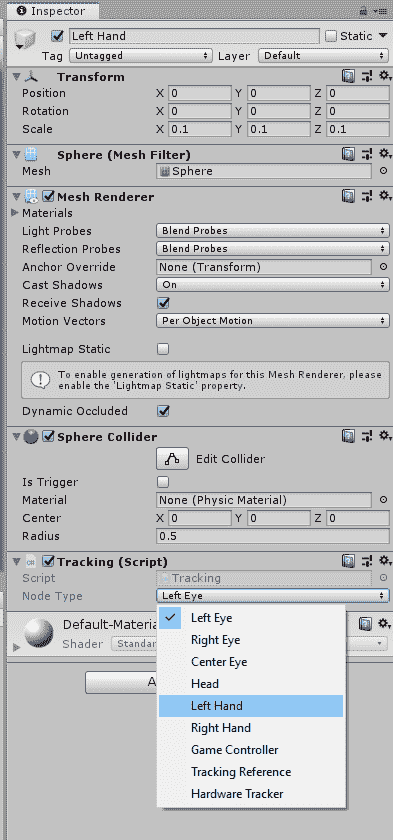 Inspector
Left Hand Static
Tag Untagged Layer Default
Transform
Position X 0 Y 0 Z 0
Rotation X 0 Y 0 Z 0
Scale X 0.1 Y 0.1 Z 0.1
Sphere (Mesh Filter)
Mesh Sphere
Mesh Renderer
Materials
Light Probes Blend Probes
Reflection Probes Blend Probes
Anchor Override None (Transform)
Cast Shadows On
Receive Shadows
Motion Vectors Per Object Motion
Lightmap Static
To enable generation of lightmaps for this Mesh Renderer, please
enable the 'Lightmap Static' property.
Dynamic Occluded
Sphere Collider
Edit Collider
Is Trigger
Material None (Physic Material)
Center X 0 Y 0 Z 0
Radius 0.5
Tracking (Script)
Script Tracking
Node Type Left Eye
Left Eye
Right Eye
Center Eye
Head
Left Hand
Right Hand
Game Controller
Tracking Reference
Hardware Tracker
Default-Materia
Shader Standar
A